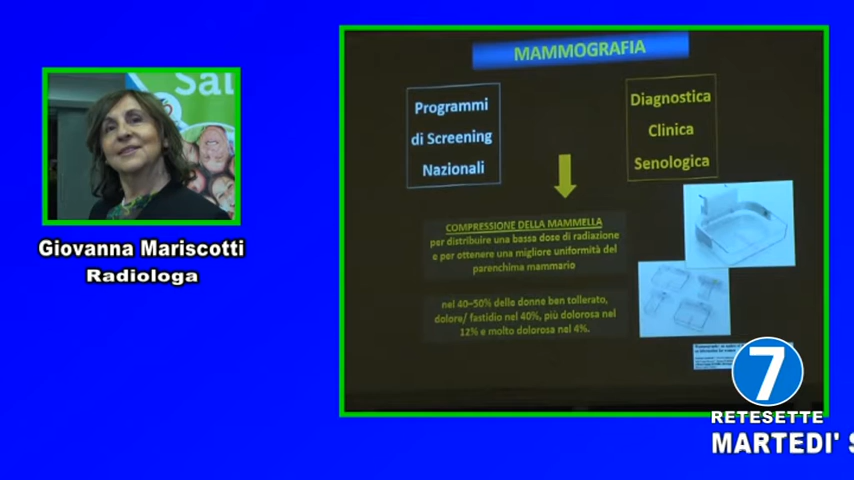 Sal
Giovanna Mariscotti
Radiologa
MAMMOGRAFIA
Programmi
di Screening
Nazionali
Diagnostica
Clinica
Senologica
COMPRESSIONE DELLA MAMMELLA
per distribuire una bassa dose di radiazione
e per ottenere una migliore uniformità del
parenchima mammario
nel 40–50% delle donne ben tollerato,
dolore/ fastidio nel 40%, più dolorosa nel
12% e molto dolorosa nel 4%.
7
RETESETTE
MARTEDI' S